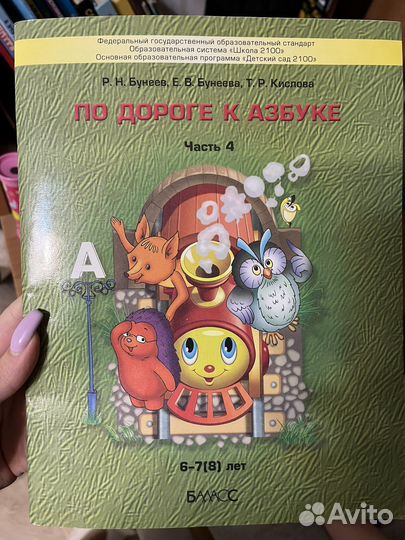 Федеральный государственный образовательный стандарт
Образовательная система «Школа 2100»
Основная образовательная программа «Детский сад 2100»
Р. Н. Бунеев, Е. В. Бунеева, Т. Р. Кислова
ПО ДОРОГЕ К АЗБУКЕ
Часть 4
А
6–7(8) лет
БАЛАСС
Avito